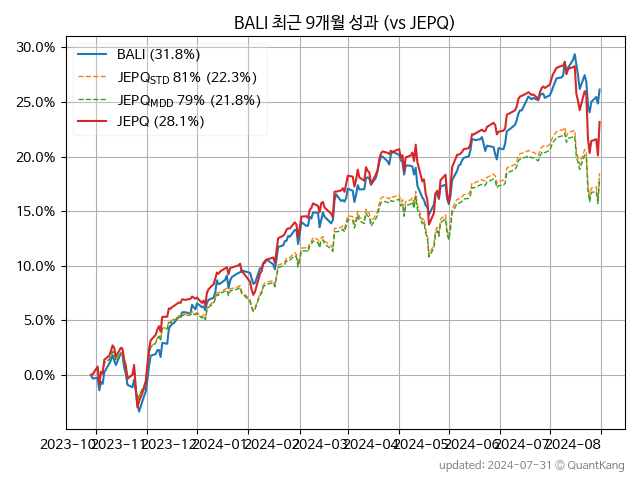 BALI 최근 9개월 성과 (vs JEPQ)
BALI (31.8%)
JEPQSTD 81% (22.3%)
JEPQMDD 79% (21.8%)
JEPQ (28.1%)
30.0%
25.0%
20.0%
15.0%
10.0%
5.0%
0.0%
2023-10 2023-11 2023-12 2024-01 2024-02 2024-03 2024-04 2024-05 2024-06 2024-07 2024-08
updated: 2024-07-31 © QuantKang